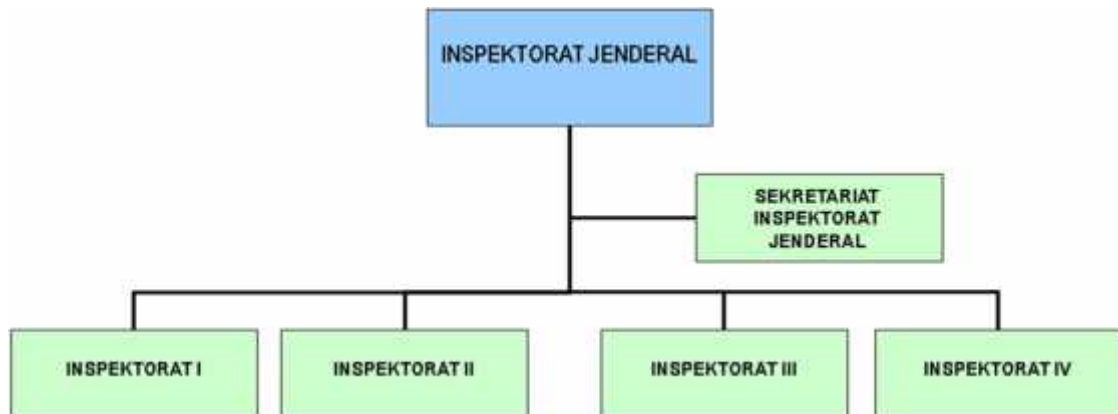 INSPEKTORAT JENDERAL
SEKRETARIAT
INSPEKTORAT
JENDERAL
INSPEKTORAT I
INSPEKTORAT II
INSPEKTORAT III
INSPEKTORAT IV